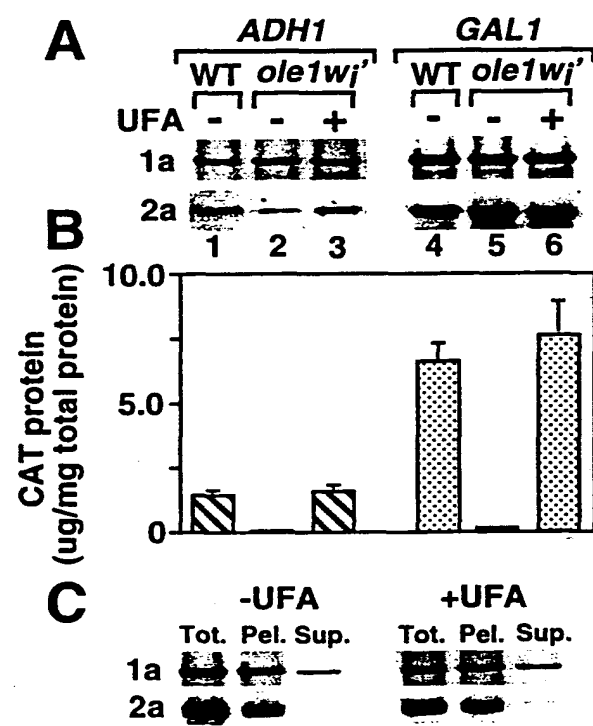 A
ADH1 GAL1
WT ole1wi' WT ole1wi'
UFA - - + - - +
1a
2a
1 2 3 4 5 6
B
CAT protein
(ug/mg total protein)
10.0
5.0
0
C
-UFA +UFA
Tot. Pel. Sup. Tot. Pel. Sup.
1a
2a